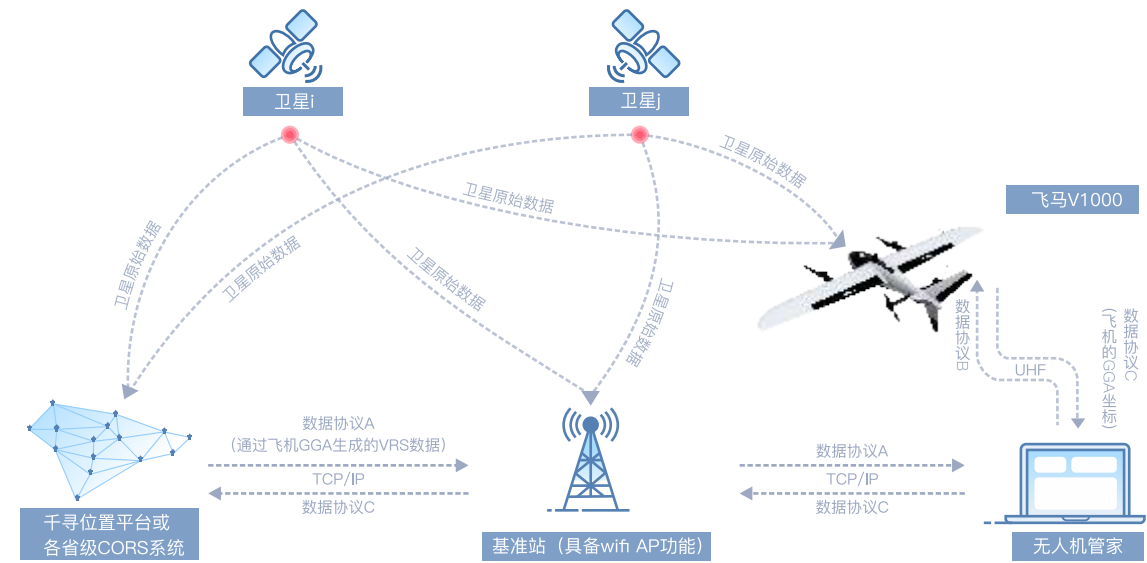 卫星i
卫星j
卫星原始数据
卫星原始数据
卫星原始数据
卫星原始数据
卫星原始数据
卫星原始数据
飞马V1000
数据协议B
UHF
数据协议C
(飞机的GGA坐标)
数据协议A
（通过飞机GGA生成的VRS数据）
TCP/IP
数据协议C
数据协议A
TCP/IP
数据协议C
千寻位置平台或
各省级CORS系统
基准站（具备wifi AP功能）
无人机管家